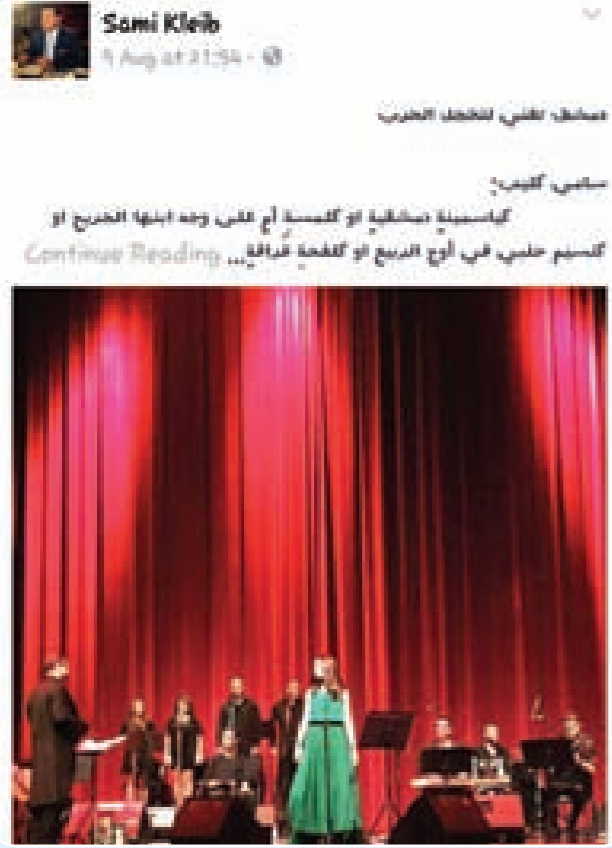 Sami Kleib
9 Aug at 21:54
دمشق تغني لتخجل الحرب
سامي كليب:
كياسمينةٍ دمشقيةٍ او كلمسةِ أمٍ على وجه ابنها الجريح او
كنسيم حلبي في أوج الربيع او كلفحةِ فراقٍ... Continue Reading